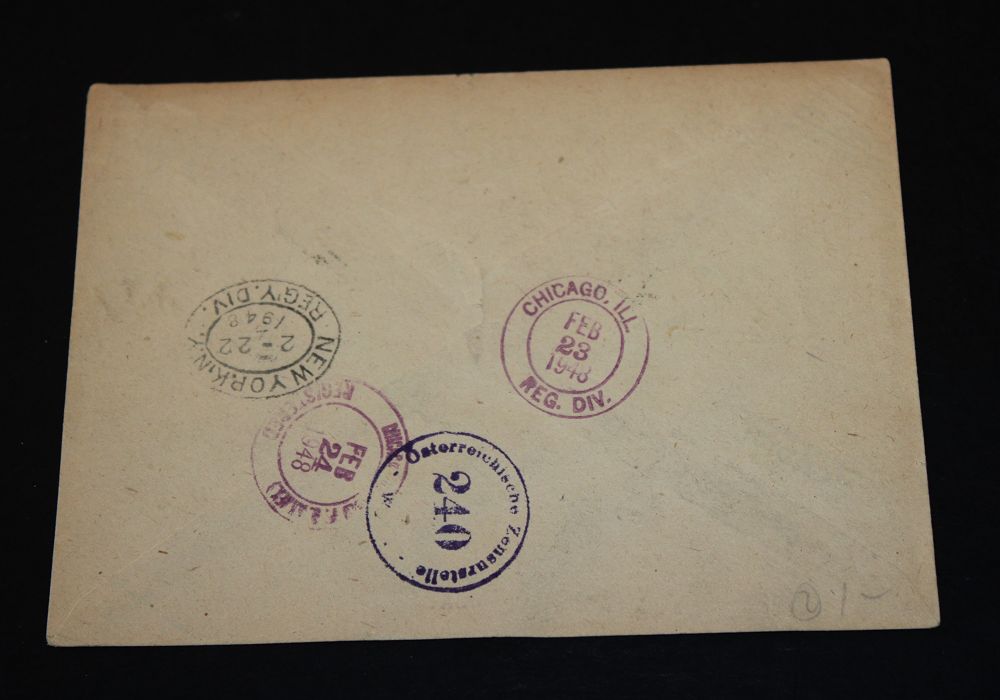 NEW YORK, N.Y.
2-22
1948
REG'Y. DIV.
CHICAGO, ILL.
FEB
23
1948
REG. DIV.
REGISTERED
FEB
24
1948
Österreichische Zensurstelle
W
240